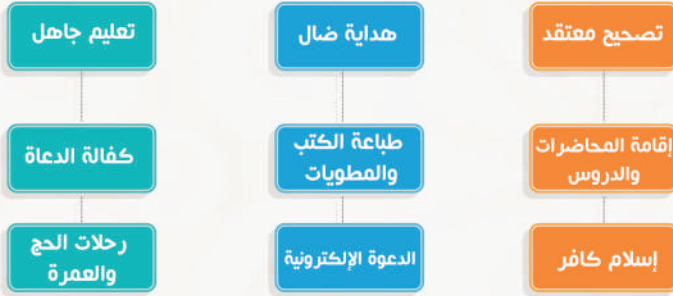 تصحيح معتقد
هداية ضال
تعليم جاهل
إقامة المحاضرات
والدروس
طباعة الكتب
والمطويات
كفالة الدعاة
إسلام كافر
الدعوة الإلكترونية
رحلات الحج
والعمرة